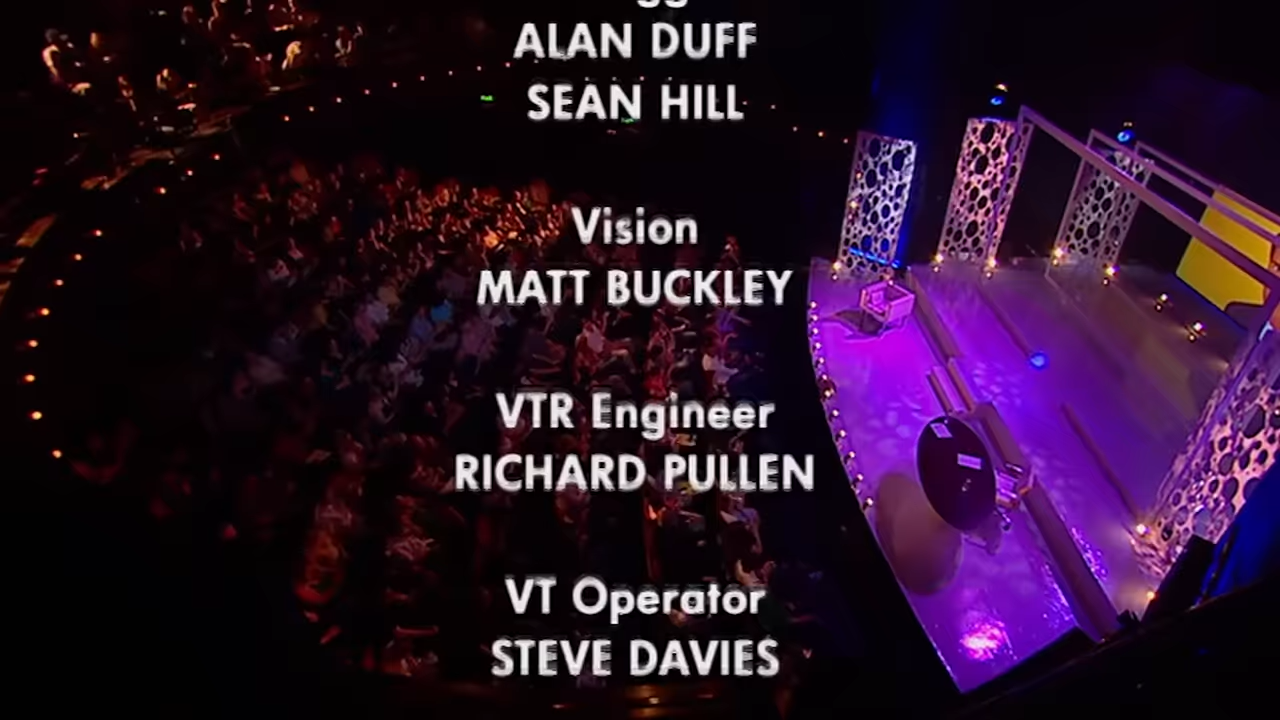 ALAN DUFF
SEAN HILL
Vision
MATT BUCKLEY
VTR Engineer
RICHARD PULLEN
VT Operator
STEVE DAVIES